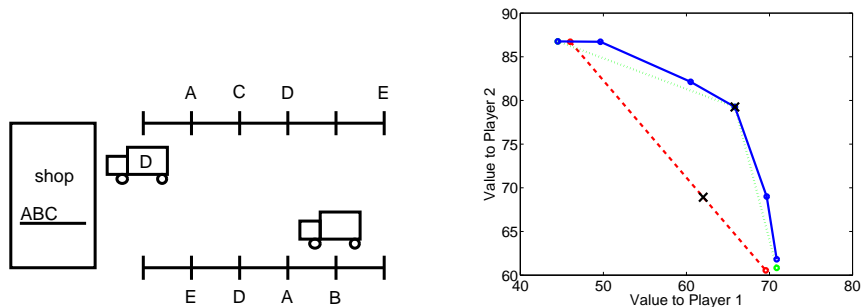 A C D E
D
shop
ABC
E D A B
90
85
80
75
70
65
60
40 50 60 70 80
Value to Player 2
Value to Player 1